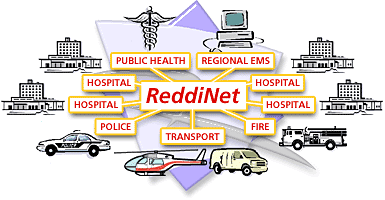 PUBLIC HEALTH
REGIONAL EMS
HOSPITAL
HOSPITAL
ReddiNet
HOSPITAL
HOSPITAL
POLICE
FIRE
TRANSPORT